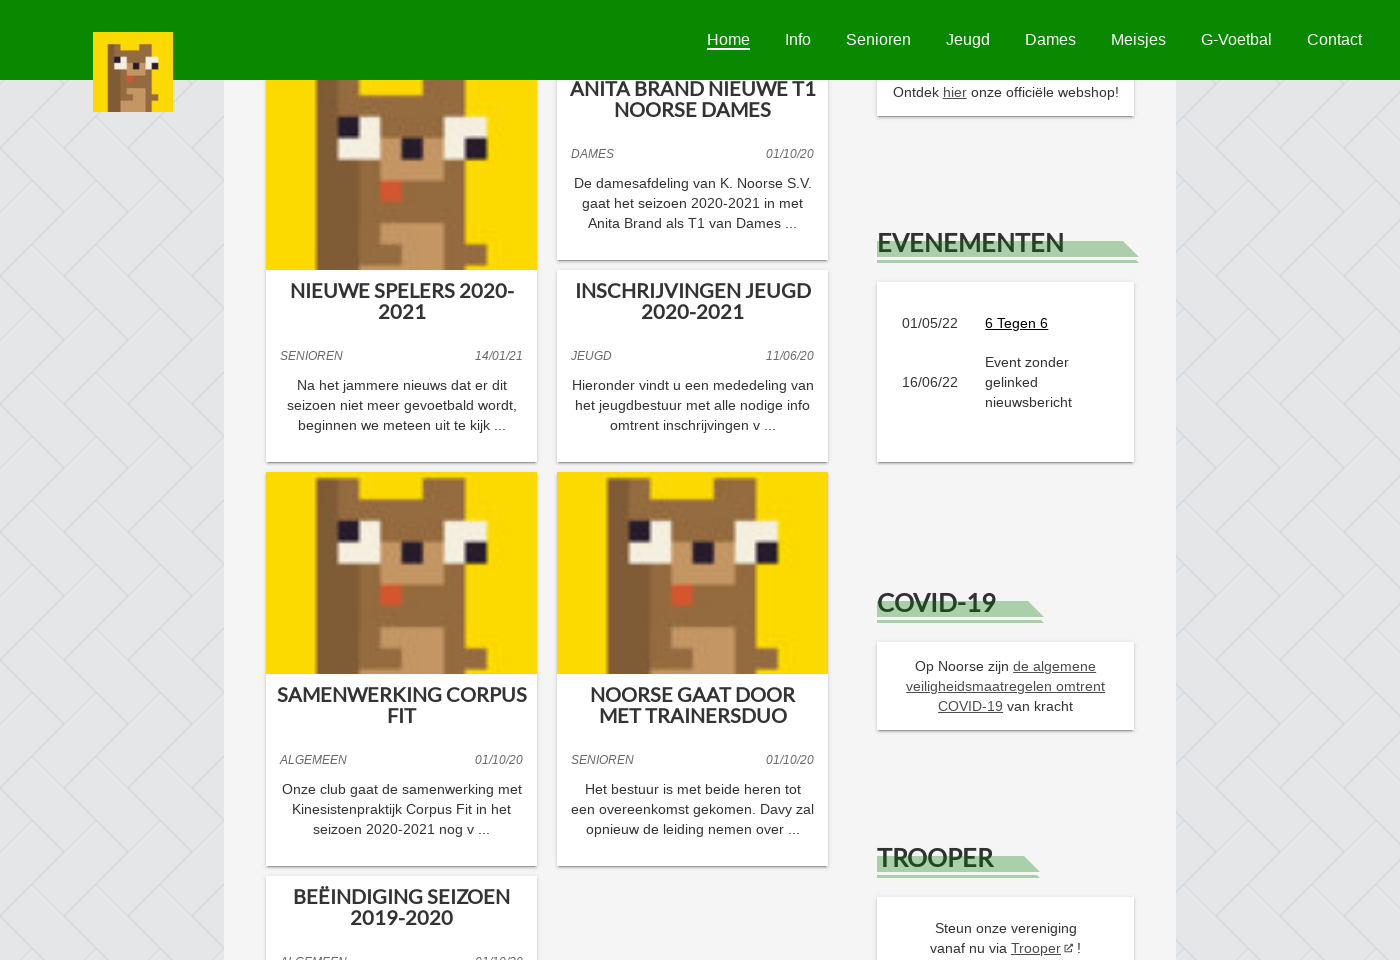 Home
Info
Senioren
Jeugd
Dames
Meisjes
G-Voetbal
Contact
NIEUWE SPELERS 2020-
2021
SENIOREN 14/01/21
Na het jammere nieuws dat er dit
seizoen niet meer gevoetbald wordt,
beginnen we meteen uit te kijk ...
SAMENWERKING CORPUS
FIT
ALGEMEEN 01/10/20
Onze club gaat de samenwerking met
Kinesistenpraktijk Corpus Fit in het
seizoen 2020-2021 nog v ...
BEËINDIGING SEIZOEN
2019-2020
ALGEMEEN 01/10/20
ANITA BRAND NIEUWE T1
NOORSE DAMES
DAMES 01/10/20
De damesafdeling van K. Noorse S.V.
gaat het seizoen 2020-2021 in met
Anita Brand als T1 van Dames ...
INSCHRIJVINGEN JEUGD
2020-2021
JEUGD 11/06/20
Hieronder vindt u een mededeling van
het jeugdbestuur met alle nodige info
omtrent inschrijvingen v ...
NOORSE GAAT DOOR
MET TRAINERSDUO
SENIOREN 01/10/20
Het bestuur is met beide heren tot
een overeenkomst gekomen. Davy zal
opnieuw de leiding nemen over ...
Ontdek hier onze officiële webshop!
EVENEMENTEN
01/05/22 6 Tegen 6
16/06/22 Event zonder
gelinked
nieuwsbericht
COVID-19
Op Noorse zijn de algemene
veiligheidsmaatregelen omtrent
COVID-19 van kracht
TROOPER
Steun onze vereniging
vanaf nu via Trooper !